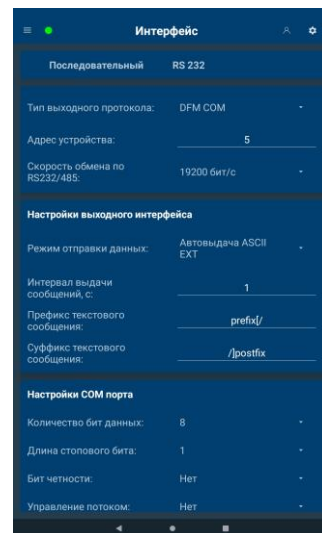 Интерфейс
Последовательный RS 232
Тип выходного протокола: DFM COM
Адрес устройства: 5
Скорость обмена по
RS232/485: 19200 бит/с
Настройки выходного интерфейса
Режим отправки данных: Автовыдача ASCII
EXT
Интервал выдачи
сообщений, с: 1
Префикс текстового
сообщения: prefix[/
Суффикс текстового
сообщения: /]postfix
Настройки COM порта
Количество бит данных: 8
Длина стопового бита: 1
Бит четности: Нет
Управление потоком: Нет